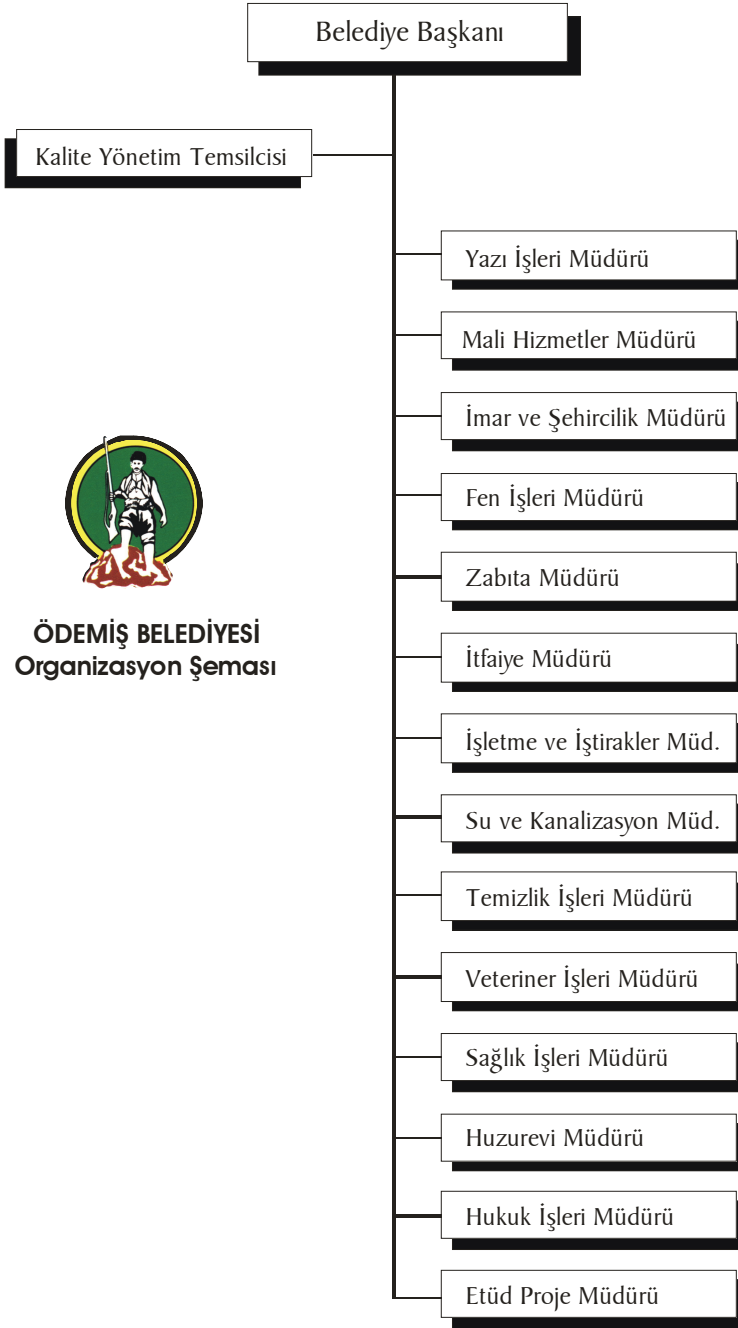 Belediye Başkanı
Kalite Yönetim Temsilcisi
Yazı İşleri Müdürü
Mali Hizmetler Müdürü
İmar ve Şehircilik Müdürü
Fen İşleri Müdürü
Zabıta Müdürü
İtfaiye Müdürü
ÖDEMİŞ BELEDİYESİ
Organizasyon Şeması
İşletme ve İştirakler Müd.
Su ve Kanalizasyon Müd.
Temizlik İşleri Müdürü
Veteriner İşleri Müdürü
Sağlık İşleri Müdürü
Huzurevi Müdürü
Hukuk İşleri Müdürü
Etüd Proje Müdürü